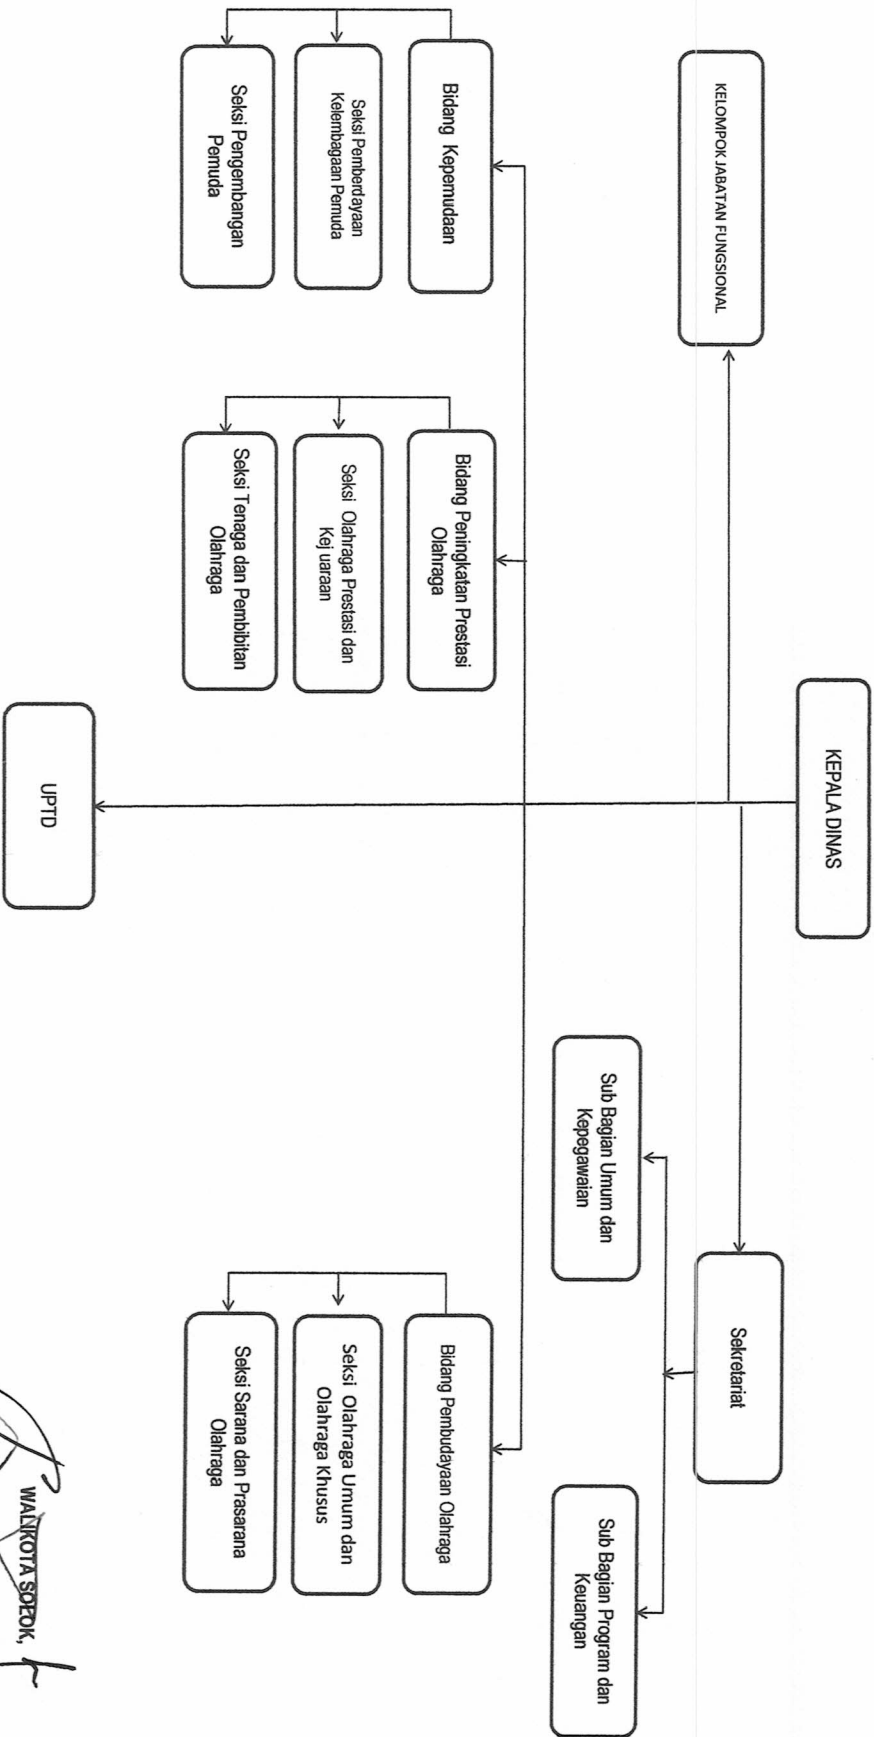 KEPALA DINAS
KELOMPOK JABATAN FUNGSIONAL
Sekretariat
Sub Bagian Umum dan
Kepegawaian
Sub Bagian Program dan
Keuangan
Bidang Kepemudaan
Seksi Pemberdayaan
Kelembagaan Pemuda
Seksi Pengembangan
Pemuda
Bidang Peningkatan Prestasi
Olahraga
Seksi Olahraga Prestasi dan
Kej uaraan
Seksi Tenaga dan Pembibitan
Olahraga
Bidang Pembudayaan Olahraga
Seksi Olahraga Umum dan
Olahraga Khusus
Seksi Sarana dan Prasarana
Olahraga
UPTD
WALIKOTA SOLOK,